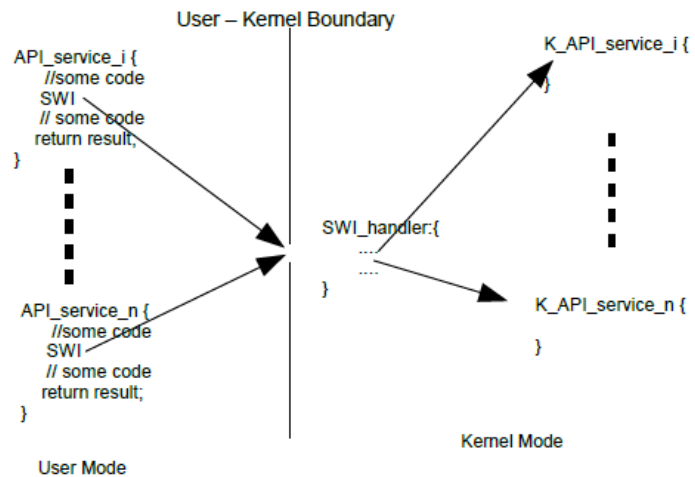 User – Kernel Boundary
API_service_i {
//some code
SWI
// some code
return result;
}
API_service_n {
//some code
SWI
// some code
return result;
}
User Mode
SWI_handler:{
....
....
}
K_API_service_i {
}
K_API_service_n {
}
Kernel Mode